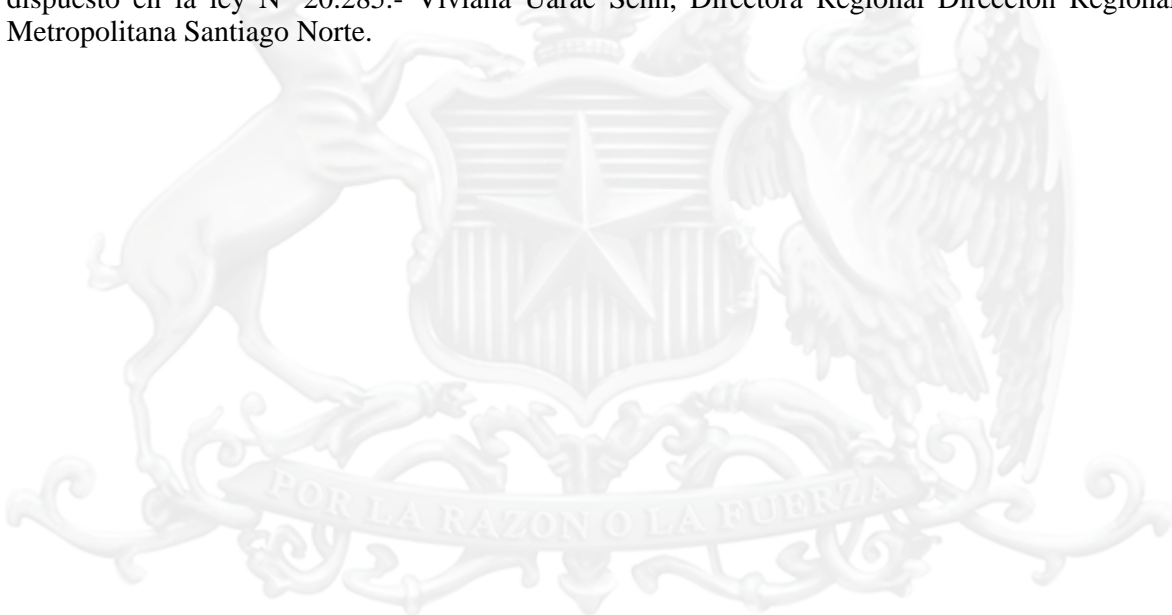 dispuesto en la ley N° 20.285.- Viviana Uarac Senn, Directora Regional Dirección Regional
Metropolitana Santiago Norte.
POR LA RAZON O LA FUERZA